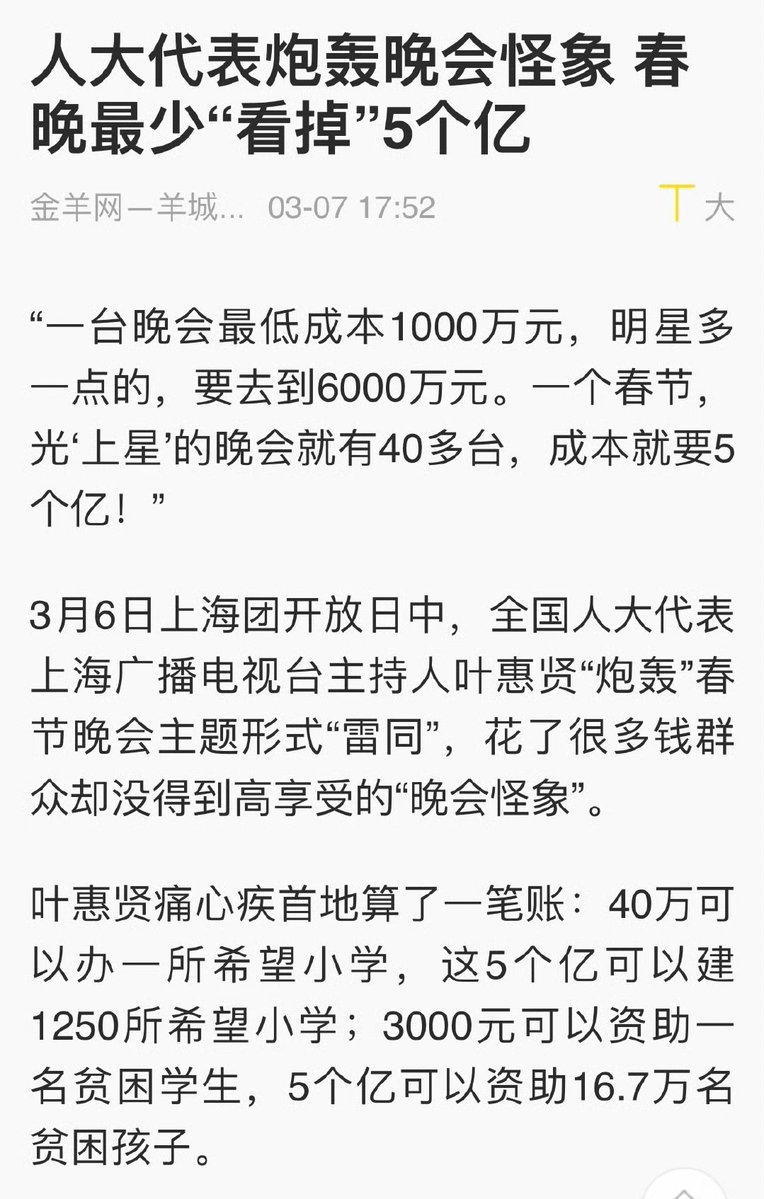 人大代表炮轰晚会怪象 春
晚最少“看掉”5个亿
金羊网－羊城... 03-07 17:52
大
“一台晚会最低成本1000万元，明星多
一点的，要去到6000万元。一个春节，
光‘上星’的晚会就有40多台，成本就要5
个亿！”
3月6日上海团开放日中，全国人大代表
上海广播电视台主持人叶惠贤“炮轰”春
节晚会主题形式“雷同”，花了很多钱群
众却没得到高享受的“晚会怪象”。
叶惠贤痛心疾首地算了一笔账：40万可
以办一所希望小学，这5个亿可以建
1250所希望小学；3000元可以资助一
名贫困学生，5个亿可以资助16.7万名
贫困孩子。